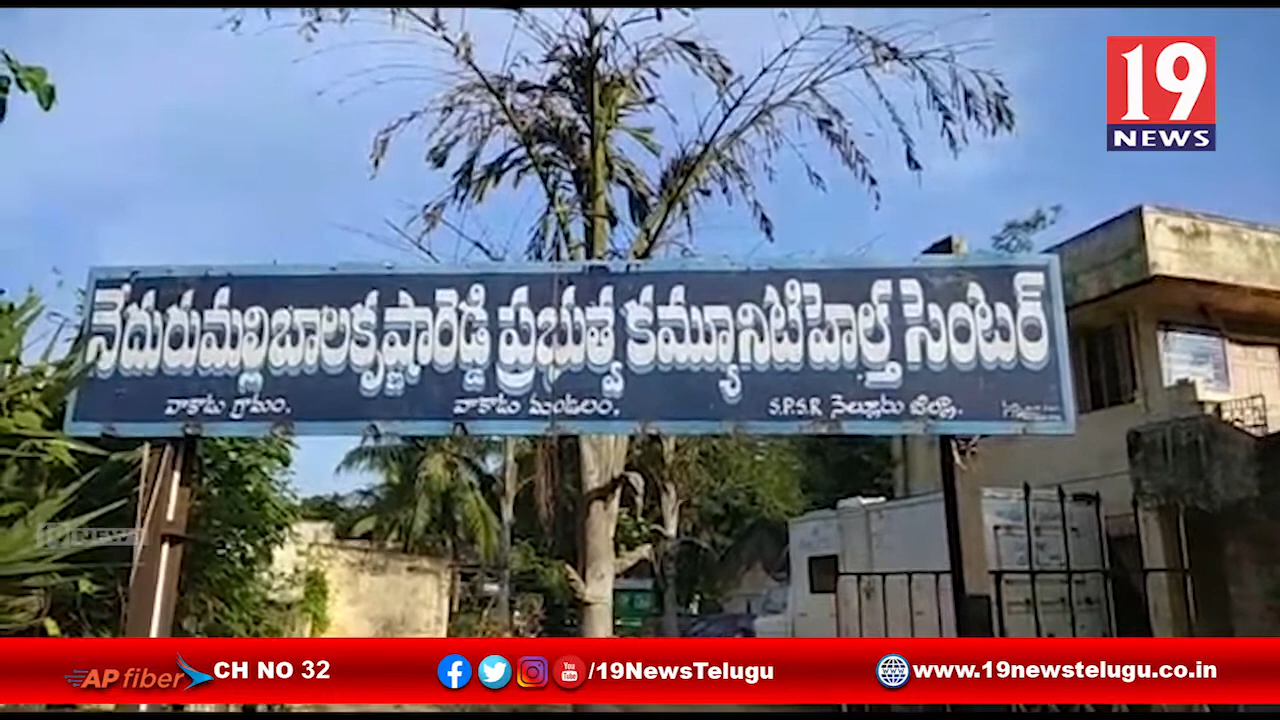 19
NEWS
నేదురుమల్లి బాలకృష్ణారెడ్డి ప్రభుత్వ కమ్యూనిటి హెల్త్ సెంటర్
వాకాడు గ్రామం. వాకాడు మండలం. S.P.S.R నెల్లూరు జిల్లా.
AP fiber CH NO 32 /19NewsTelugu www.19newstelugu.co.in